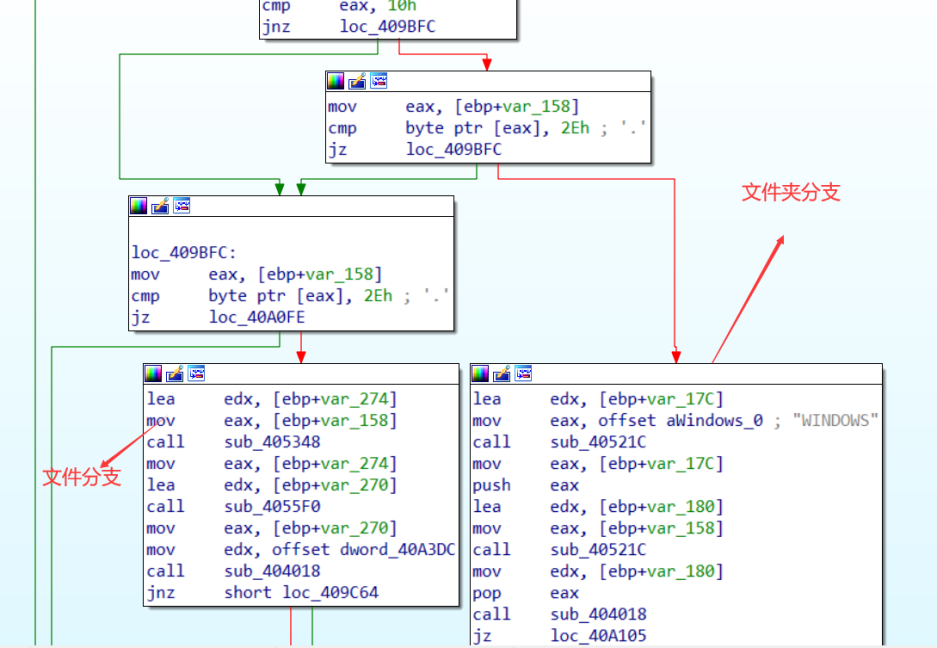 cmp eax, 10h
jnz loc_409BFC
mov eax, [ebp+var_158]
cmp byte ptr [eax], 2Eh ; '.'
jz loc_409BFC
文件夹分支
loc_409BFC:
mov eax, [ebp+var_158]
cmp byte ptr [eax], 2Eh ; '.'
jz loc_40A0FE
文件分支
lea edx, [ebp+var_274]
mov eax, [ebp+var_158]
call sub_405348
mov eax, [ebp+var_274]
lea edx, [ebp+var_270]
call sub_4055F0
mov eax, [ebp+var_270]
mov edx, offset dword_40A3DC
call sub_404018
jnz short loc_409C64
lea edx, [ebp+var_17C]
mov eax, offset aWindows_0 ; "WINDOWS"
call sub_40521C
mov eax, [ebp+var_17C]
push eax
lea edx, [ebp+var_180]
mov eax, [ebp+var_158]
call sub_40521C
mov edx, [ebp+var_180]
pop eax
call sub_404018
jz loc_40A105